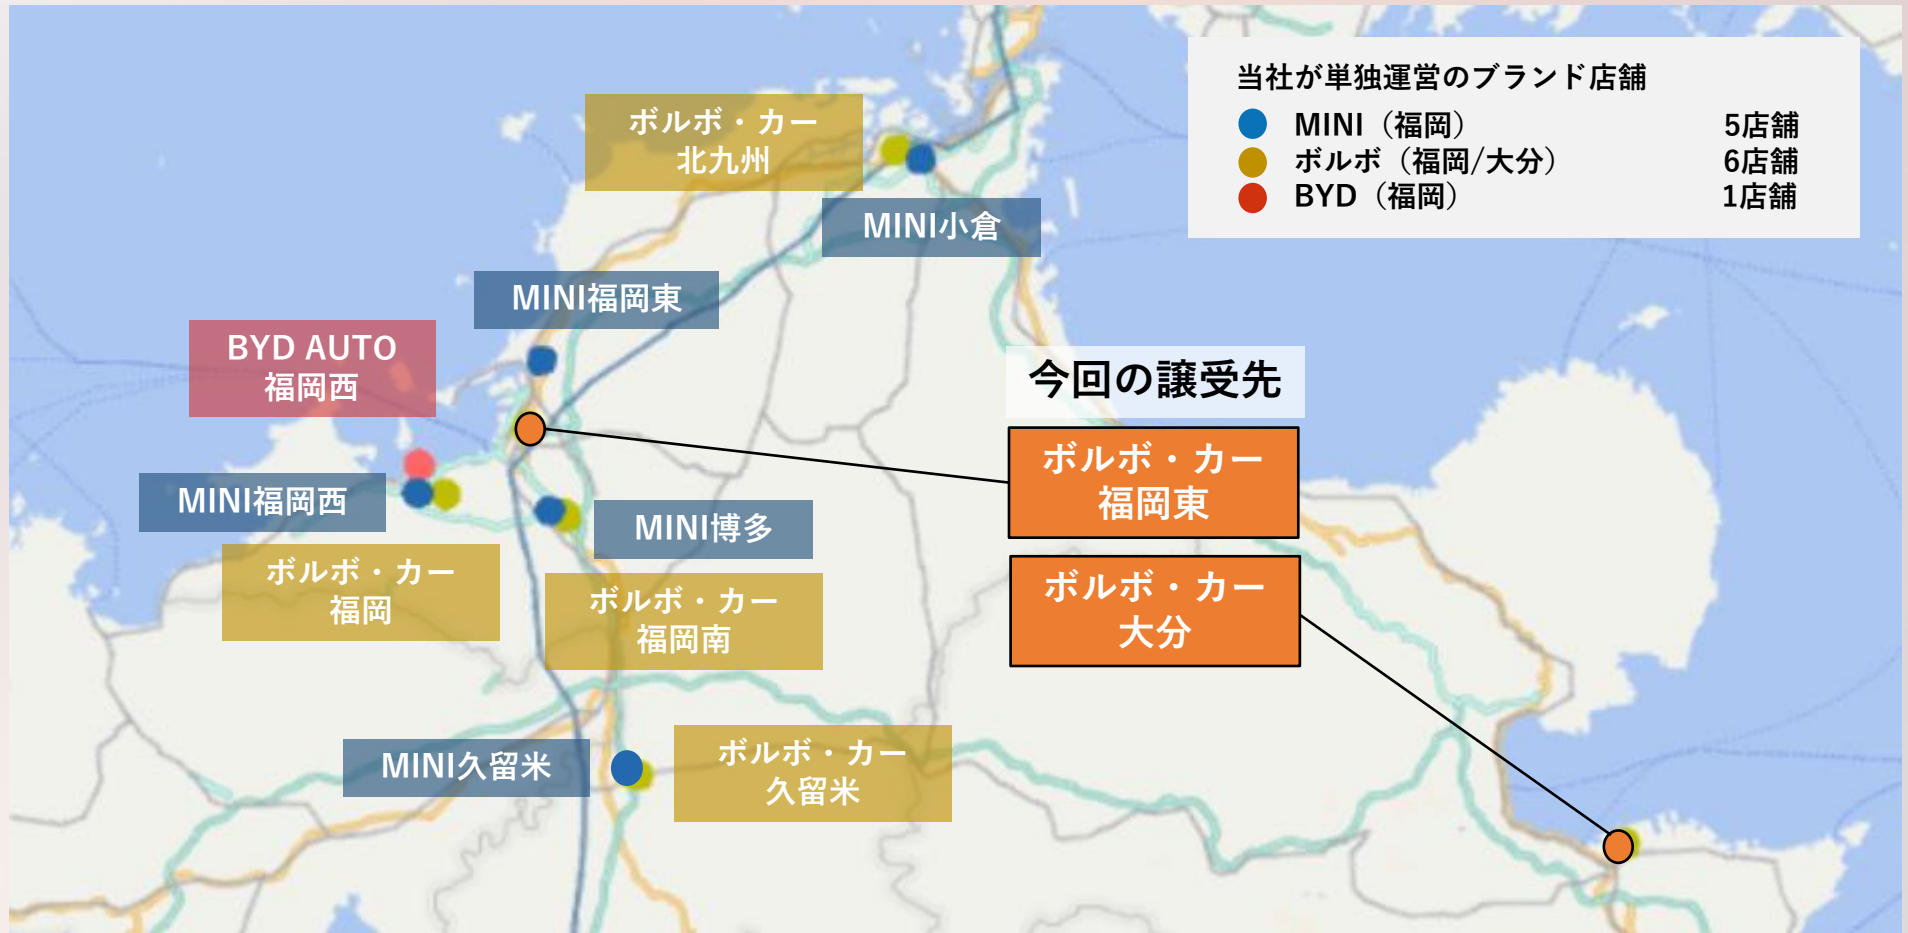 当社が単独運営のブランド店舗
MINI（福岡） 5店舗
ボルボ（福岡/大分） 6店舗
BYD（福岡） 1店舗
ボルボ・カー
北九州
MINI小倉
MINI福岡東
BYD AUTO
福岡西
今回の譲受先
ボルボ・カー
福岡東
MINI福岡西
MINI博多
ボルボ・カー
福岡
ボルボ・カー
福岡南
ボルボ・カー
大分
MINI久留米
ボルボ・カー
久留米